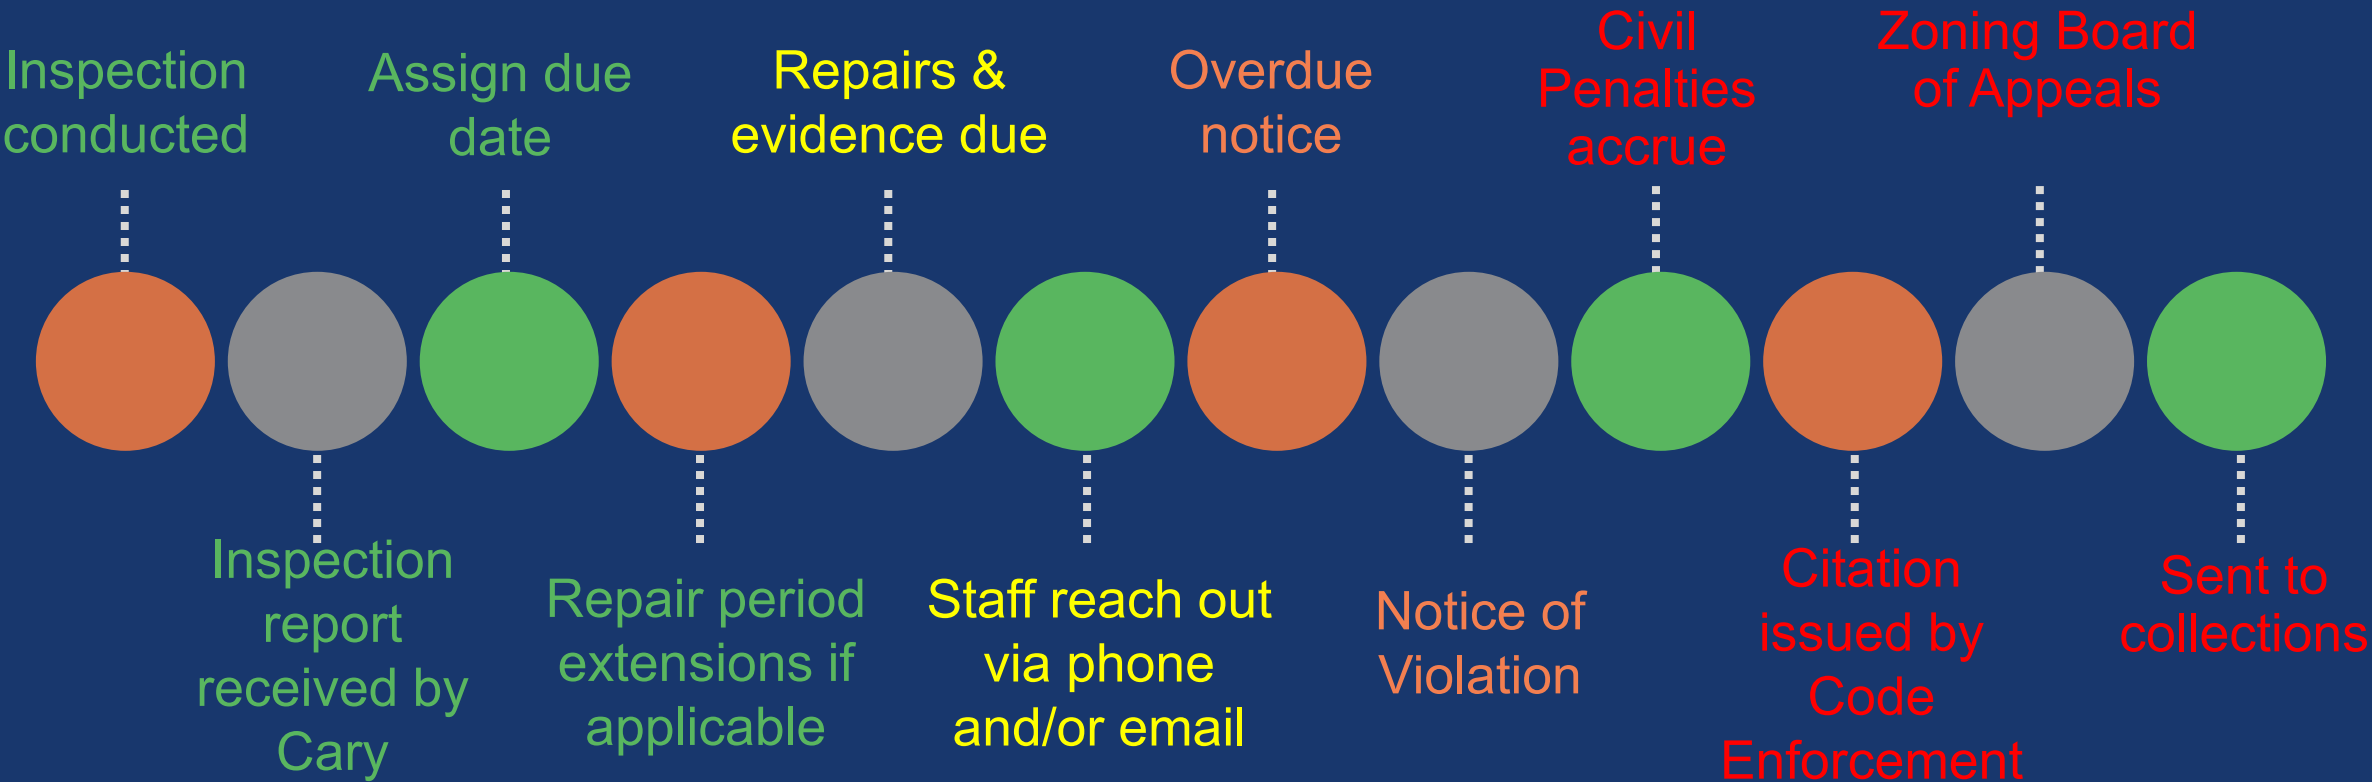 Inspection
conducted
Inspection
report
received by
Cary
Assign due
date
Repair period
extensions if
applicable
Repairs &
evidence due
Staff reach out
via phone
and/or email
Overdue
notice
Notice of
Violation
Civil
Penalties
accrue
Citation
issued by
Code
Enforcement
Zoning Board
of Appeals
Sent to
collections